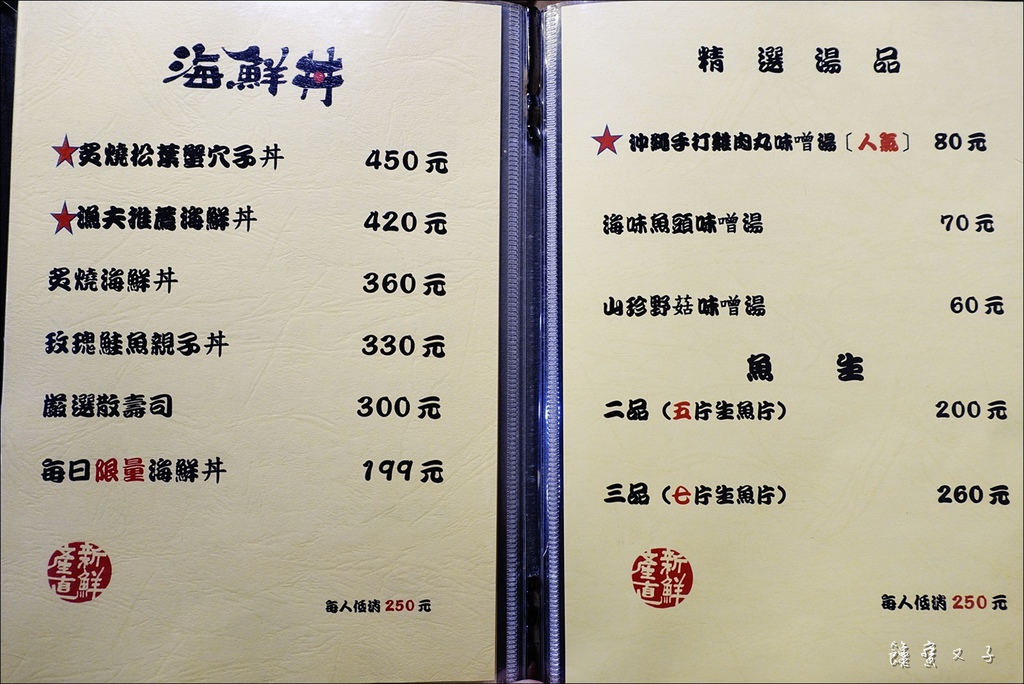 海鮮丼
★炙燒松葉蟹穴子丼 450元
★漁夫推薦海鮮丼 420元
炙燒海鮮丼 360元
玫瑰鮭魚親子丼 330元
嚴選散壽司 300元
每日限量海鮮丼 199元
新鮮
產直
每人低消250元
精選湯品
★沖繩手打雞肉丸味噌湯〔人氣〕 80元
海味魚頭味噌湯 70元
山珍野菇味噌湯 60元
魚生
二品（五片生魚片） 200元
三品（七片生魚片） 260元
新鮮
產直
每人低消250元
又子